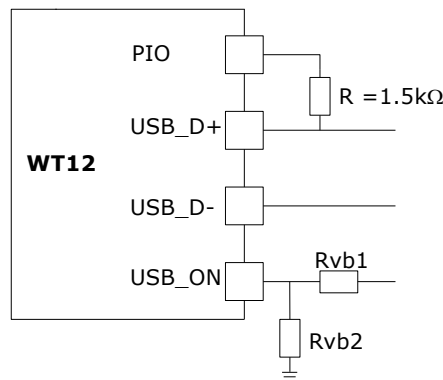 PIO
R =1.5kΩ
USB_D+
WT12
USB_D-
USB_ON
Rvb1
Rvb2